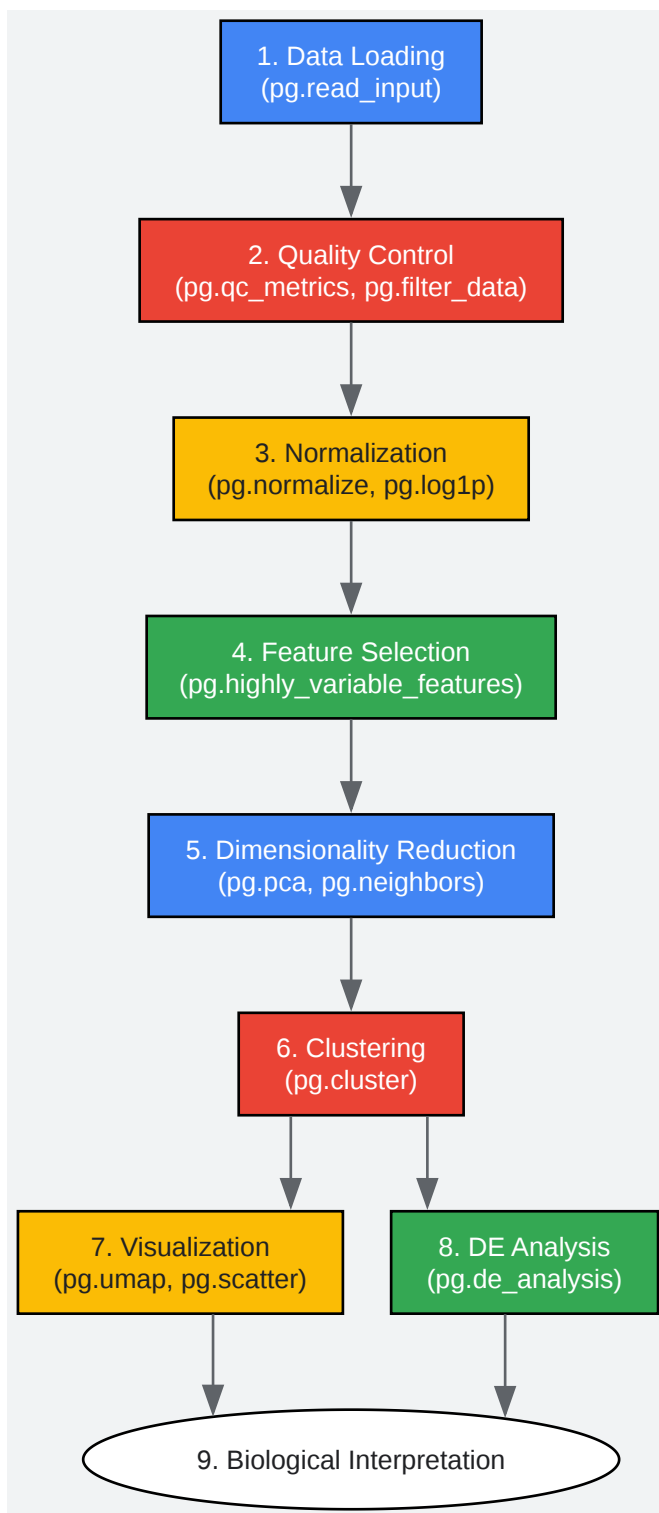 1. Data Loading
(pg.read_input)
2. Quality Control
(pg.qc_metrics, pg.filter_data)
3. Normalization
(pg.normalize, pg.log1p)
4. Feature Selection
(pg.highly_variable_features)
5. Dimensionality Reduction
(pg.pca, pg.neighbors)
6. Clustering
(pg.cluster)
7. Visualization
(pg.umap, pg.scatter)
8. DE Analysis
(pg.de_analysis)
9. Biological Interpretation